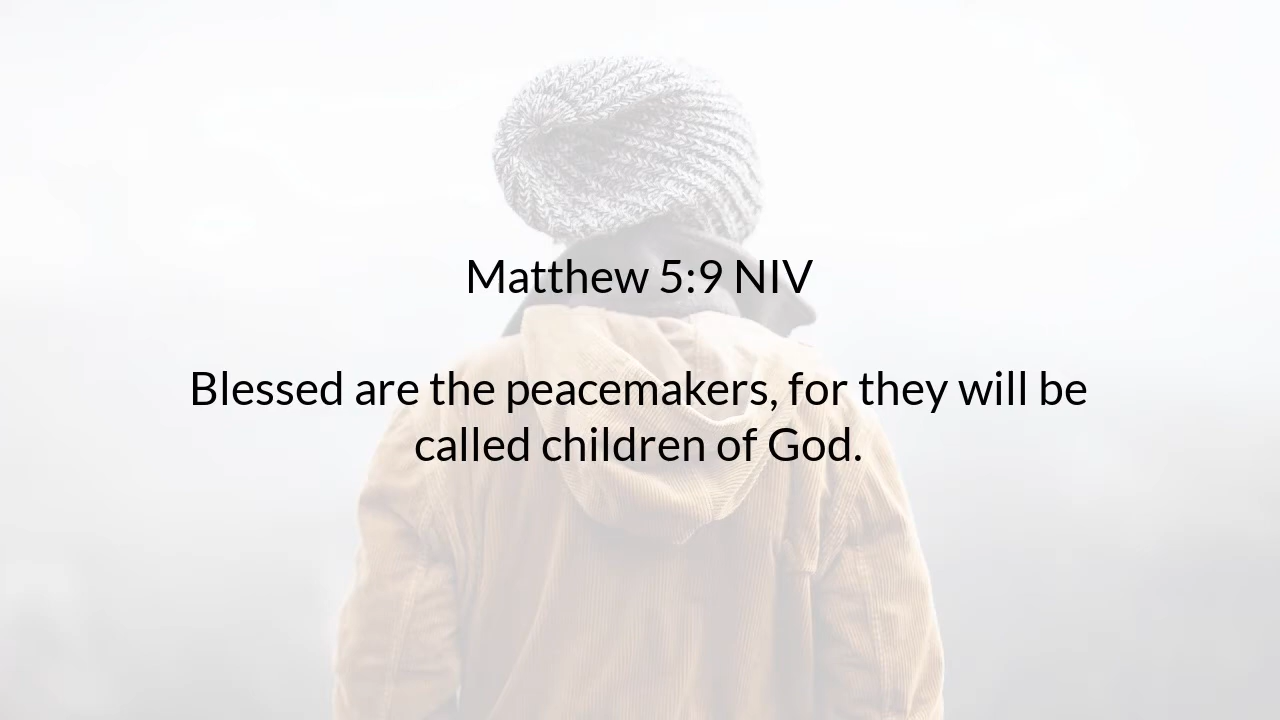 Matthew 5:9 NIV
Blessed are the peacemakers, for they will be
called children of God.